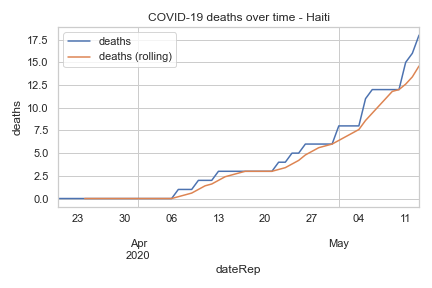 COVID-19 deaths over time - Haiti
deaths
deaths (rolling)
deaths
17.5
15.0
12.5
10.0
7.5
5.0
2.5
0.0
23 30 06 13 20 27 04 11
Apr May
2020
dateRep